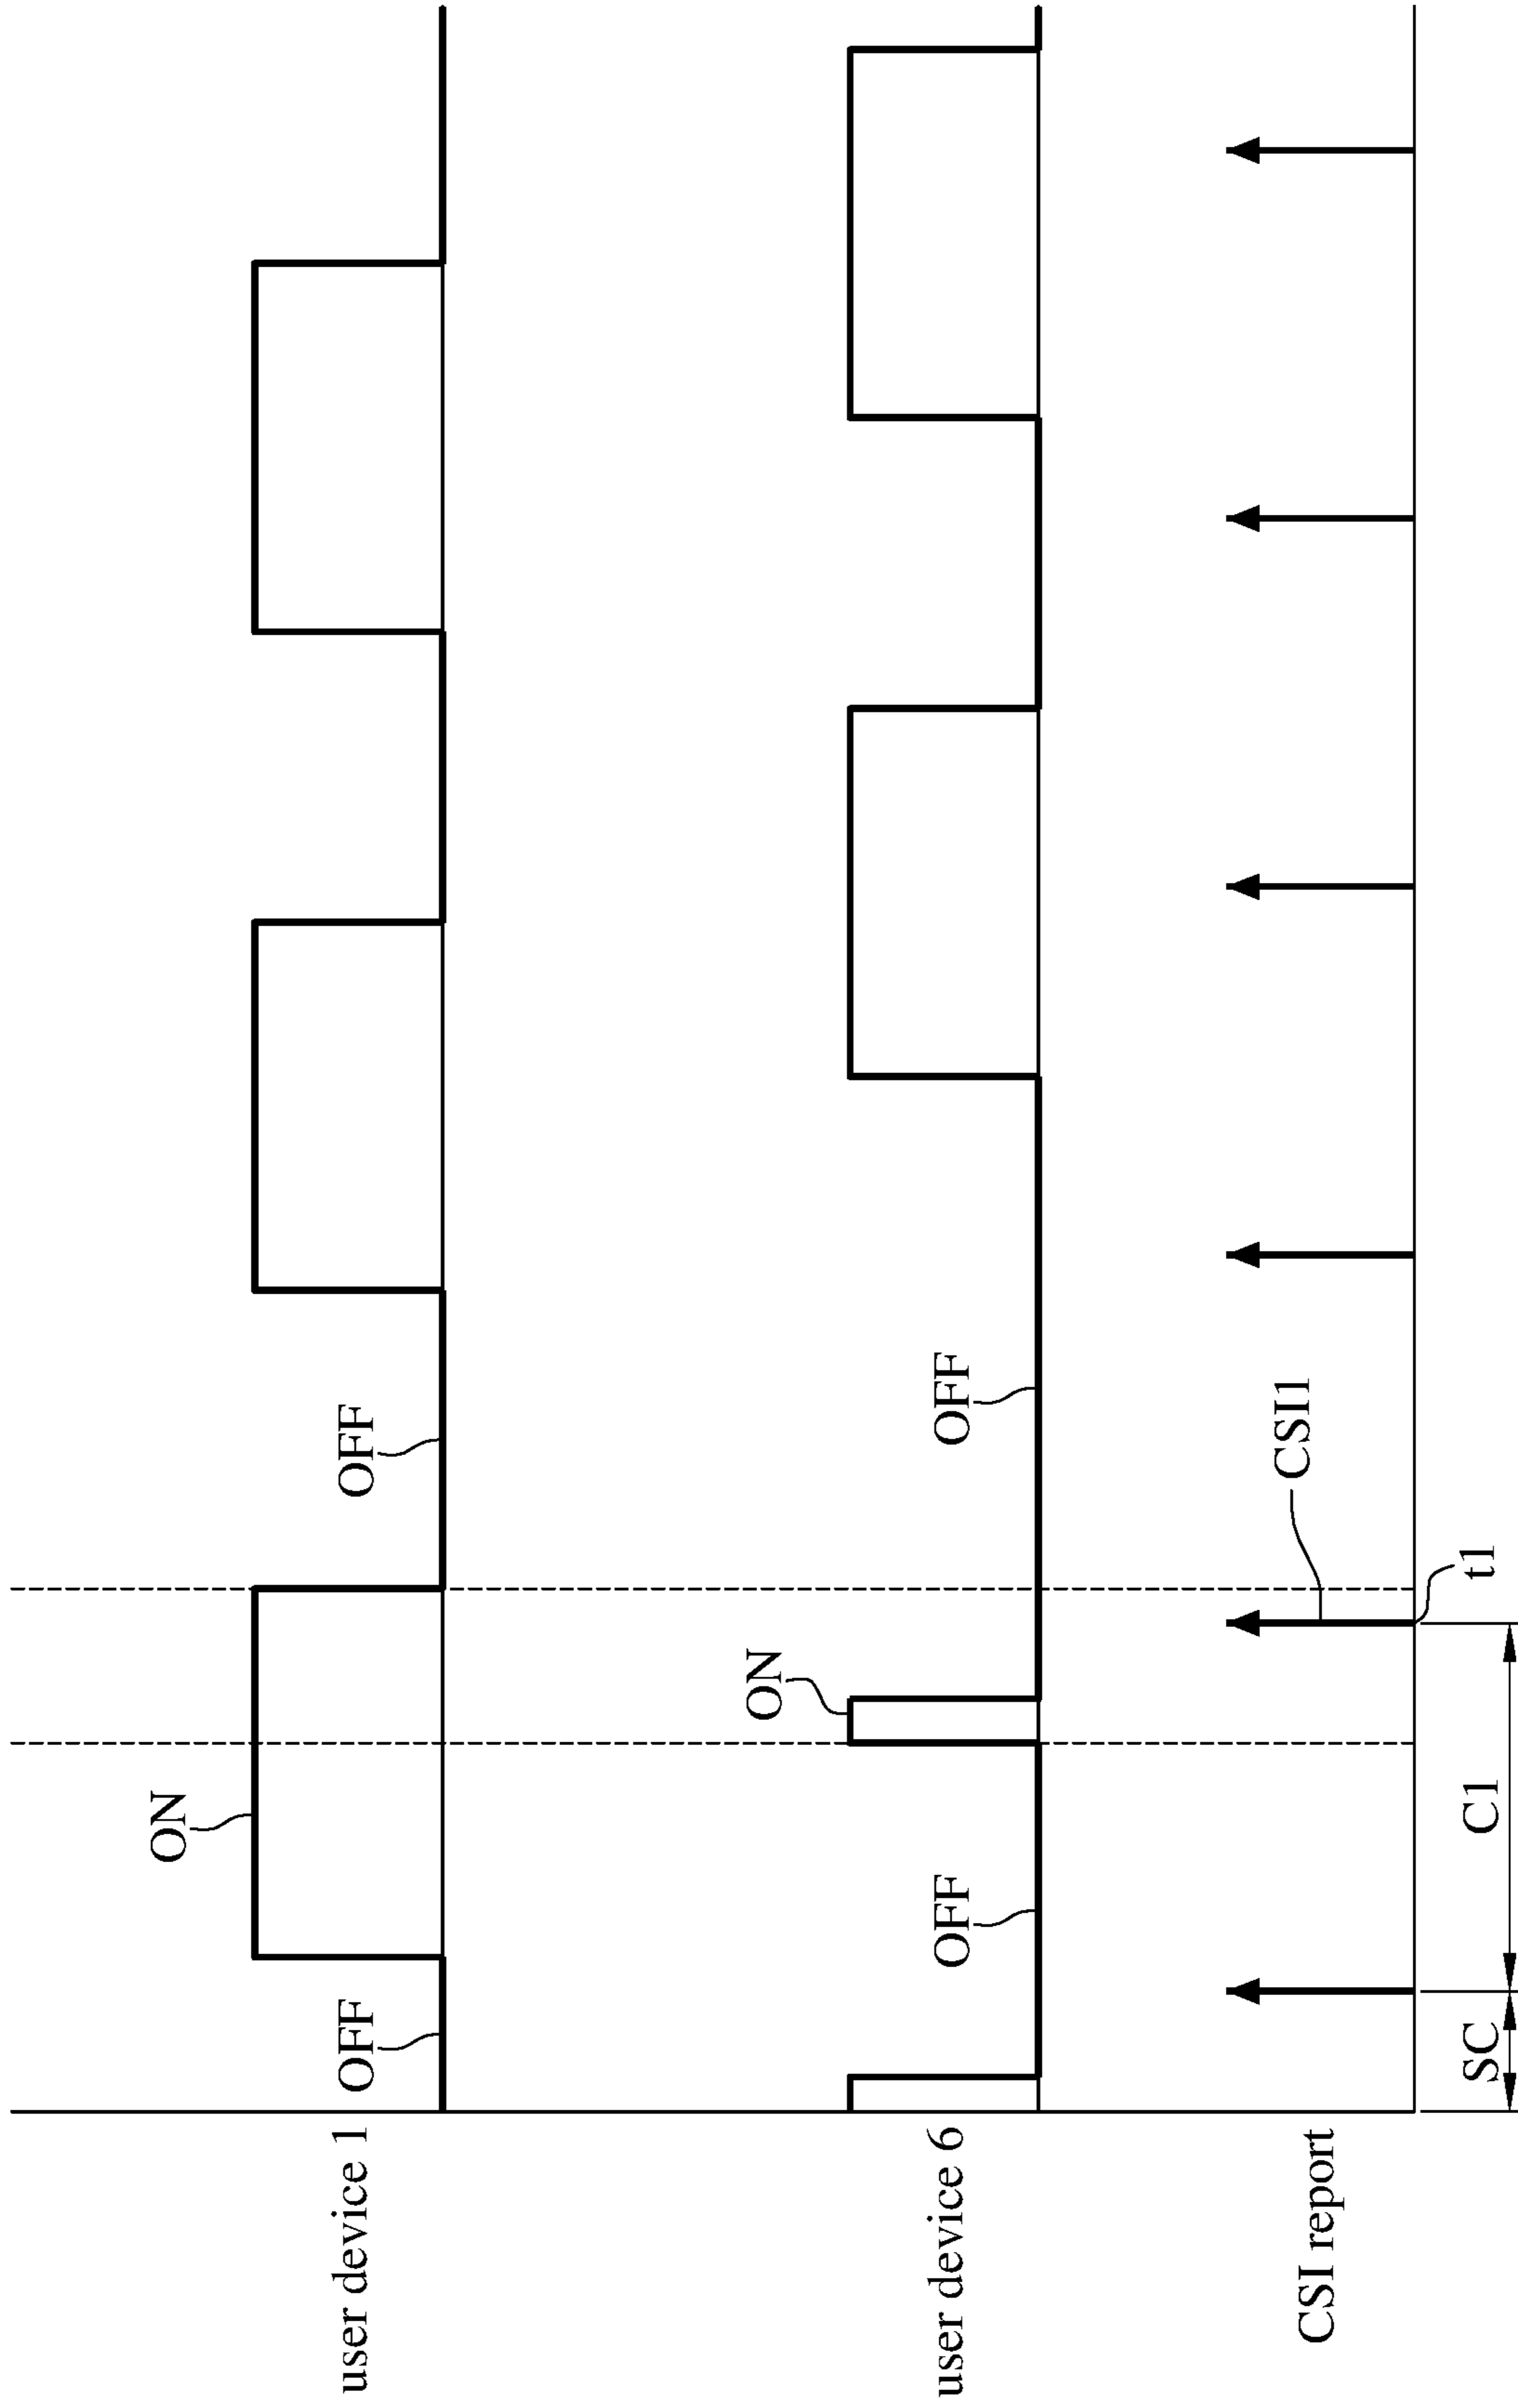 user device 1
OFF
ON
OFF
user device 6
OFF
ON
OFF
CSI report
CSI1
t1
SC
C1